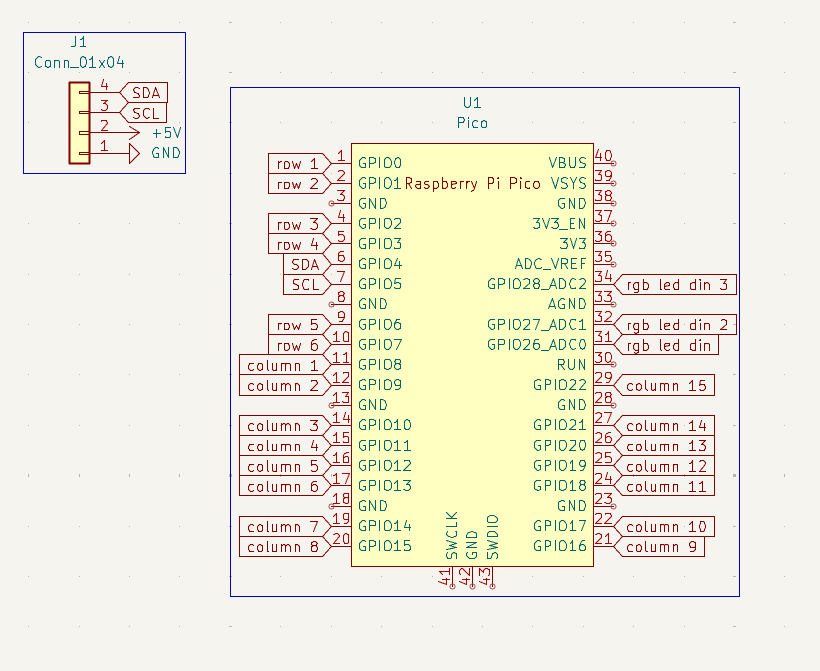 J1
Conn_01x04
4 SDA
3 SCL
2 +5V
1 GND
U1
Pico
Raspberry Pi Pico
row 1 1 GPIO0 VBUS 40
row 2 2 GPIO1 VSYS 39
3 GND GND 38
row 3 4 GPIO2 3V3_EN 37
row 4 5 GPIO3 3V3 36
SDA 6 GPIO4 ADC_VREF 35
SCL 7 GPIO5 GPIO28_ADC2 34 rgb led din 3
8 GND AGND 33
row 5 9 GPIO6 GPIO27_ADC1 32 rgb led din 2
row 6 10 GPIO7 GPIO26_ADC0 31 rgb led din
column 1 11 GPIO8 RUN 30
column 2 12 GPIO9 GPIO22 29 column 15
13 GND GND 28
column 3 14 GPIO10 GPIO21 27 column 14
column 4 15 GPIO11 GPIO20 26 column 13
column 5 16 GPIO12 GPIO19 25 column 12
column 6 17 GPIO13 GPIO18 24 column 11
18 GND GND 23
column 7 19 GPIO14 GPIO17 22 column 10
column 8 20 GPIO15 GPIO16 21 column 9
SWCLK 41
GND 42
SWDIO 43